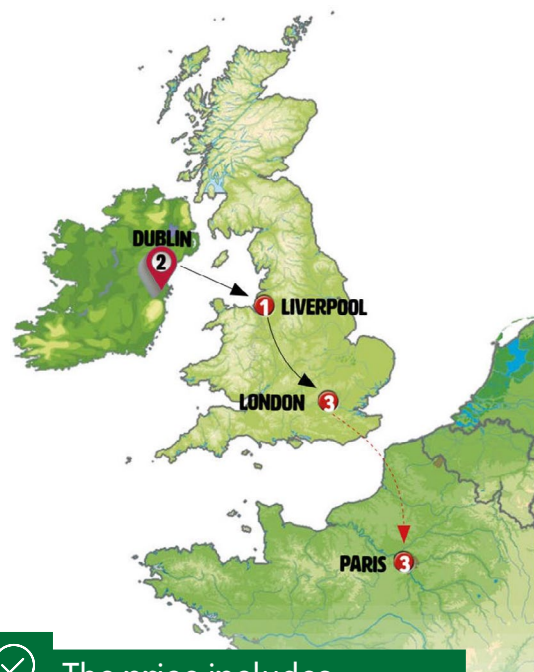 DUBLIN
2
1 LIVERPOOL
LONDON 3
PARIS 3
The price includes